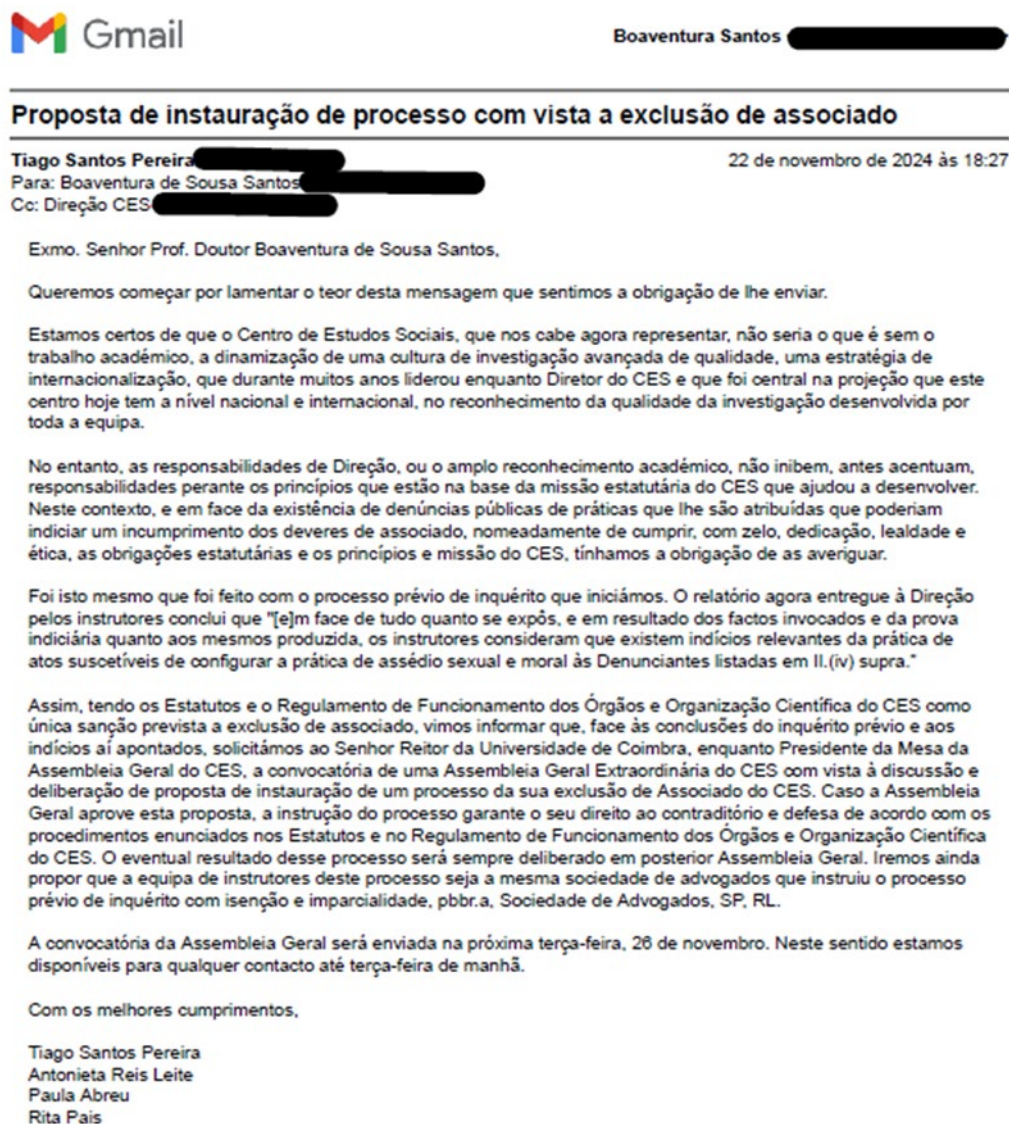 Gmail
Boaventura Santos
Proposta de instauração de processo com vista a exclusão de associado
Tiago Santos Pereira
22 de novembro de 2024 às 18:27
Para: Boaventura de Sousa Santos
Cc: Direção CES
Exmo. Senhor Prof. Doutor Boaventura de Sousa Santos,
Queremos começar por lamentar o teor desta mensagem que sentimos a obrigação de lhe enviar.
Estamos certos de que o Centro de Estudos Sociais, que nos cabe agora representar, não seria o que é sem o
trabalho académico, a dinamização de uma cultura de investigação avançada de qualidade, uma estratégia de
internacionalização, que durante muitos anos liderou enquanto Diretor do CES e que foi central na projeção que este
centro hoje tem a nível nacional e internacional, no reconhecimento da qualidade da investigação desenvolvida por
toda a equipa.
No entanto, as responsabilidades de Direção, ou o amplo reconhecimento académico, não inibem, antes acentuam,
responsabilidades perante os princípios que estão na base da missão estatutária do CES que ajudou a desenvolver.
Neste contexto, e em face da existência de denúncias públicas de práticas que lhe são atribuídas que poderiam
indiciar um incumprimento dos deveres de associado, nomeadamente de cumprir, com zelo, dedicação, lealdade e
ética, as obrigações estatutárias e os princípios e missão do CES, tínhamos a obrigação de as averiguar.
Foi isto mesmo que foi feito com o processo prévio de inquérito que iniciámos. O relatório agora entregue à Direção
pelos instrutores conclui que "[e]m face de tudo quanto se expôs, e em resultado dos factos invocados e da prova
indiciária quanto aos mesmos produzida, os instrutores consideram que existem indícios relevantes da prática de
atos suscetíveis de configurar a prática de assédio sexual e moral às Denunciantes listadas em II.(iv) supra."
Assim, tendo os Estatutos e o Regulamento de Funcionamento dos Órgãos e Organização Científica do CES como
única sanção prevista a exclusão de associado, vimos informar que, face às conclusões do inquérito prévio e aos
indícios aí apontados, solicitámos ao Senhor Reitor da Universidade de Coimbra, enquanto Presidente da Mesa da
Assembleia Geral do CES, a convocatória de uma Assembleia Geral Extraordinária do CES com vista à discussão e
deliberação de proposta de instauração de um processo da sua exclusão de Associado do CES. Caso a Assembleia
Geral aprove esta proposta, a instrução do processo garante o seu direito ao contraditório e defesa de acordo com os
procedimentos enunciados nos Estatutos e no Regulamento de Funcionamento dos Órgãos e Organização Científica
do CES. O eventual resultado desse processo será sempre deliberado em posterior Assembleia Geral. Iremos ainda
propor que a equipa de instrutores deste processo seja a mesma sociedade de advogados que instruiu o processo
prévio de inquérito com isenção e imparcialidade, pbbr.a, Sociedade de Advogados, SP, RL.
A convocatória da Assembleia Geral será enviada na próxima terça-feira, 26 de novembro. Neste sentido estamos
disponíveis para qualquer contacto até terça-feira de manhã.
Com os melhores cumprimentos,
Tiago Santos Pereira
Antonieta Reis Leite
Paula Abreu
Rita Pais